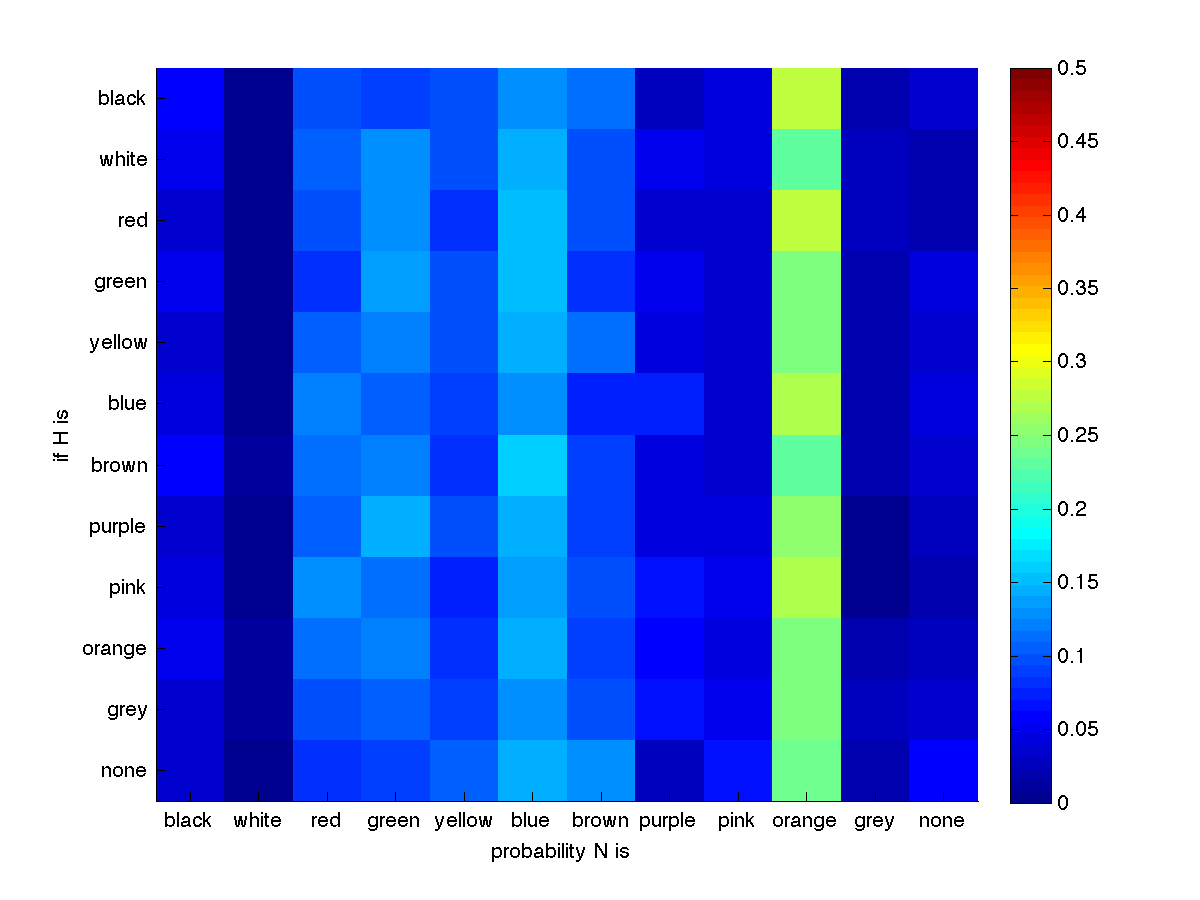 if H is
black
white
red
green
yellow
blue
brown
purple
pink
orange
grey
none
black white red green yellow blue brown purple pink orange grey none
probability N is
0.5
0.45
0.4
0.35
0.3
0.25
0.2
0.15
0.1
0.05
0